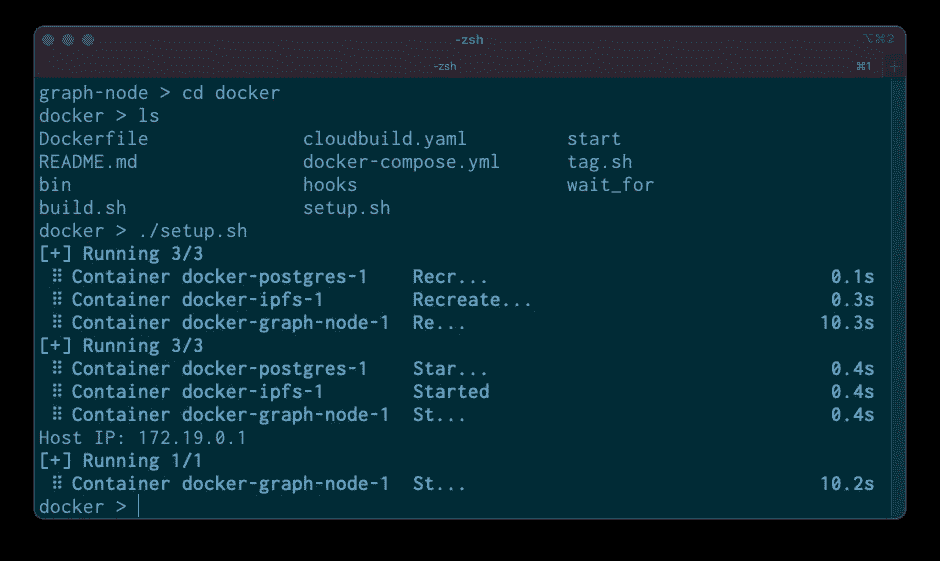 -zsh
⌥⌘2
-zsh
⌘1 +
graph-node > cd docker
docker > ls
Dockerfile cloudbuild.yaml start
README.md docker-compose.yml tag.sh
bin hooks wait_for
build.sh setup.sh
docker > ./setup.sh
[+] Running 3/3
⠿ Container docker-postgres-1 Recr... 0.1s
⠿ Container docker-ipfs-1 Recreate... 0.3s
⠿ Container docker-graph-node-1 Re... 10.3s
[+] Running 3/3
⠿ Container docker-postgres-1 Star... 0.4s
⠿ Container docker-ipfs-1 Started 0.4s
⠿ Container docker-graph-node-1 St... 0.4s
Host IP: 172.19.0.1
[+] Running 1/1
⠿ Container docker-graph-node-1 St... 10.2s
docker >